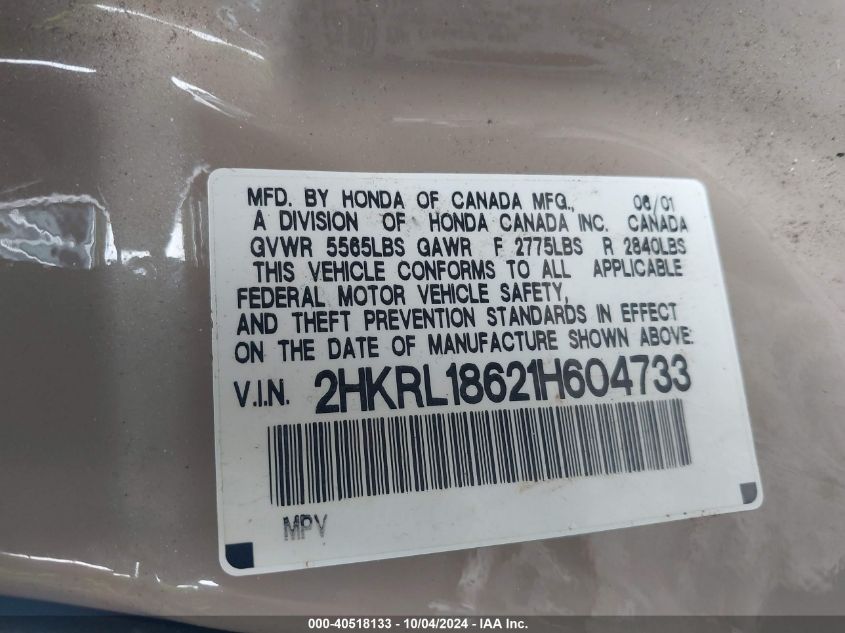 MFD. BY HONDA OF CANADA MFG., 06/01
A DIVISION OF HONDA CANADA INC. CANADA
GVWR 5565LBS GAWR F 2775LBS R 2840LBS
THIS VEHICLE CONFORMS TO ALL APPLICABLE
FEDERAL MOTOR VEHICLE SAFETY,
AND THEFT PREVENTION STANDARDS IN EFFECT
ON THE DATE OF MANUFACTURE SHOWN ABOVE.
V.I.N. 2HKRL18621H604733
MPV
000-40518133 - 10/04/2024 - IAA Inc.